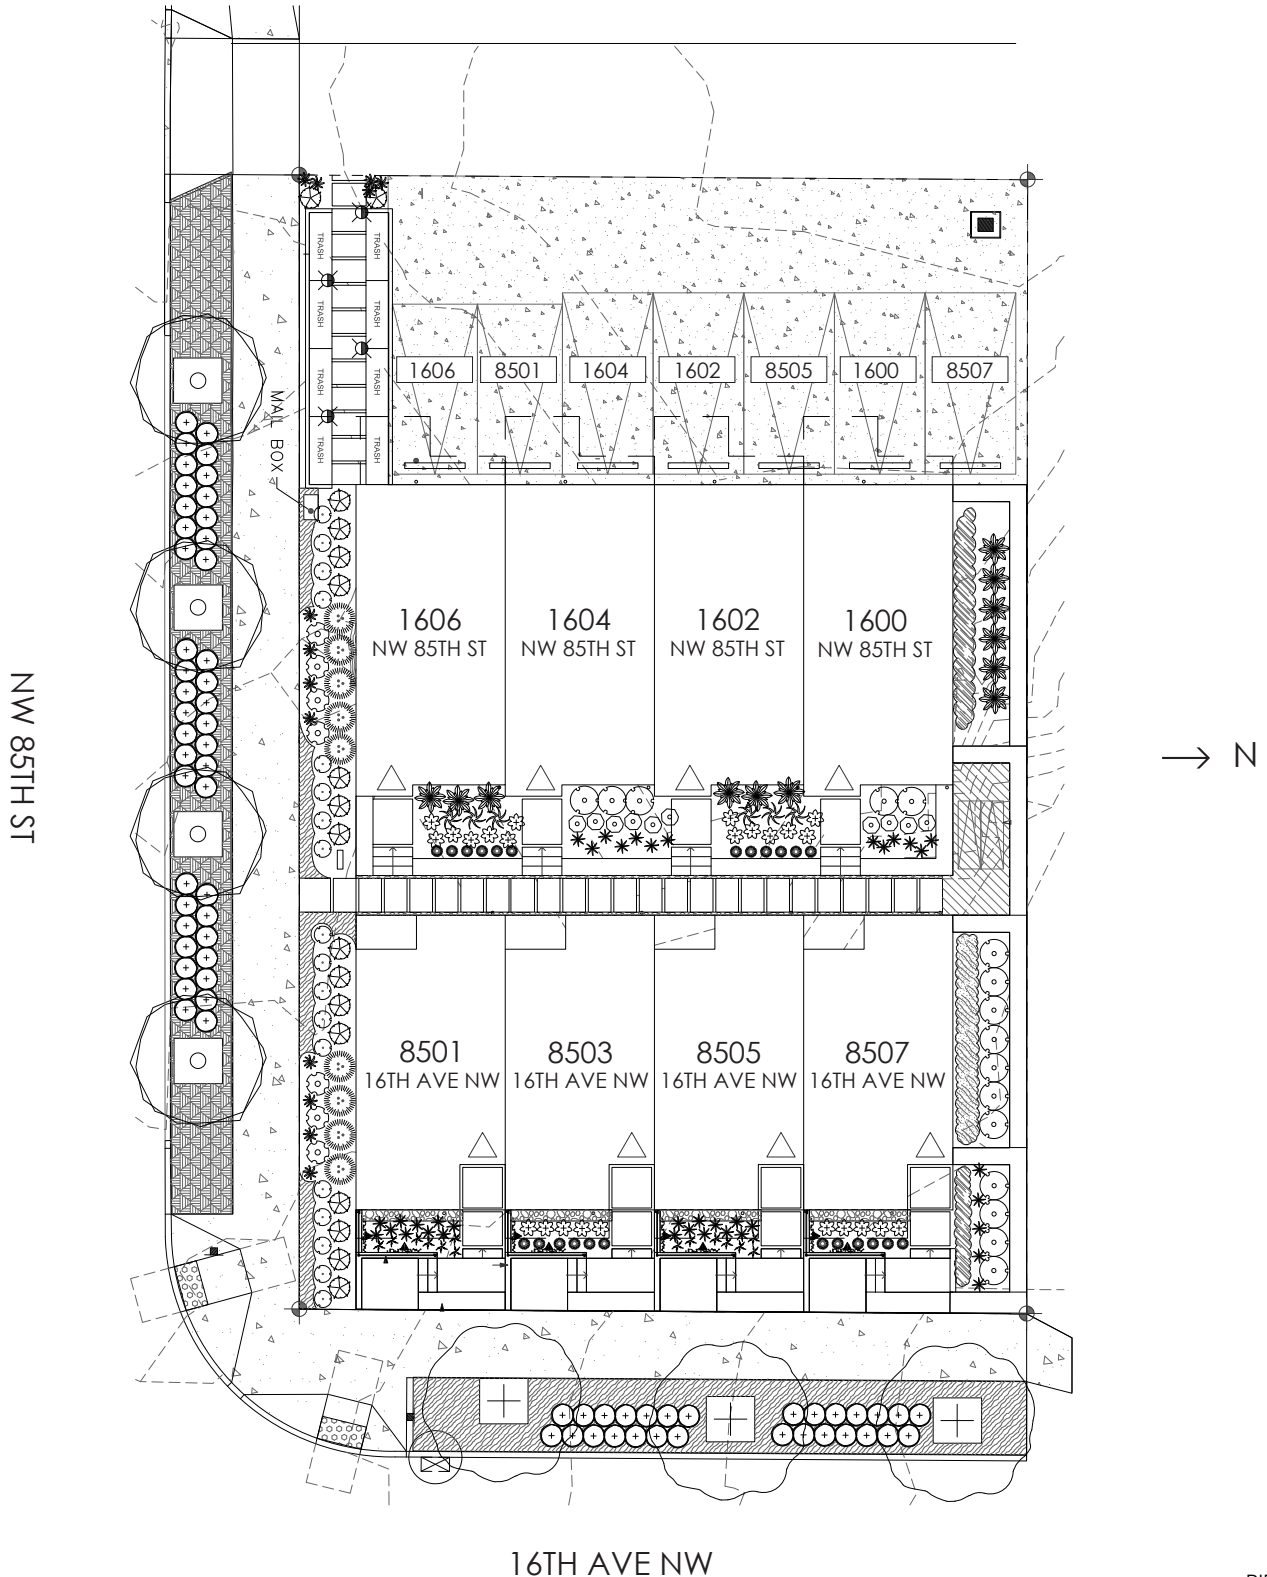 TRASH
TRASH
TRASH
TRASH
TRASH
TRASH
TRASH
TRASH
MAIL BOX
1606
8501
1604
1602
8505
1600
8507
1606
NW 85TH ST
1604
NW 85TH ST
1602
NW 85TH ST
1600
NW 85TH ST
NW 85TH ST
N
8501
16TH AVE NW
8503
16TH AVE NW
8505
16TH AVE NW
8507
16TH AVE NW
16TH AVE NW